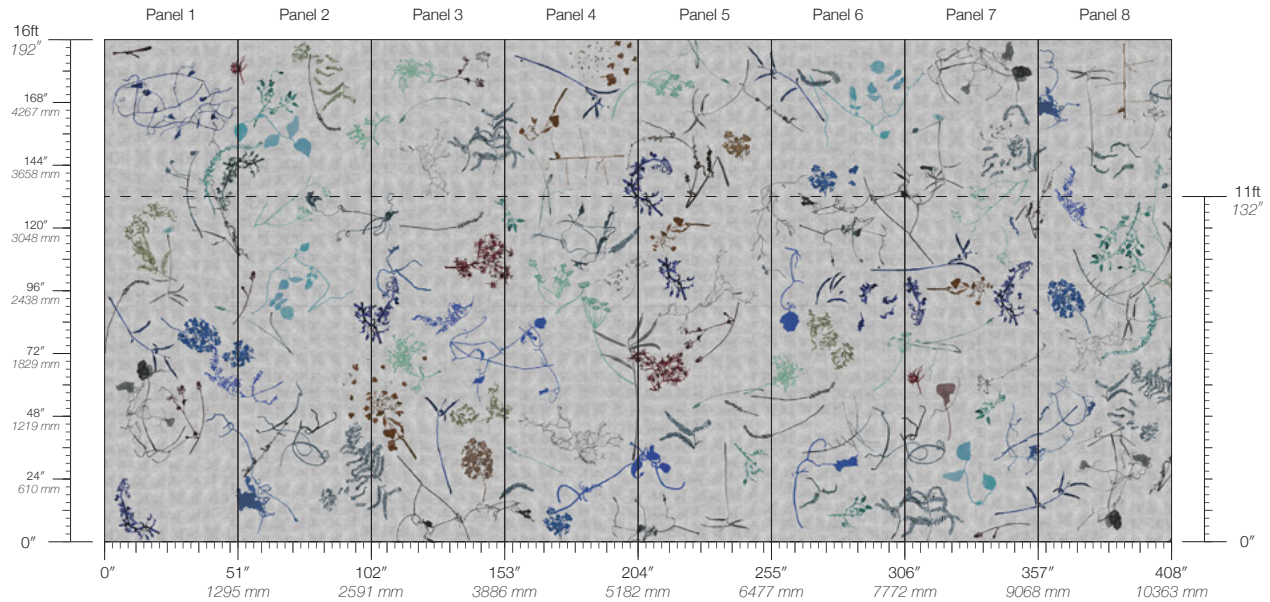 Panel 1 Panel 2 Panel 3 Panel 4 Panel 5 Panel 6 Panel 7 Panel 8
16ft
192"
168"
4267 mm
144"
3658 mm
11ft
132"
120"
3048 mm
96"
2438 mm
72"
1829 mm
48"
1219 mm
24"
610 mm
0" 0"
0" 51" 102" 153" 204" 255" 306" 357" 408"
1295 mm 2591 mm 3886 mm 5182 mm 6477 mm 7772 mm 9068 mm 10363 mm